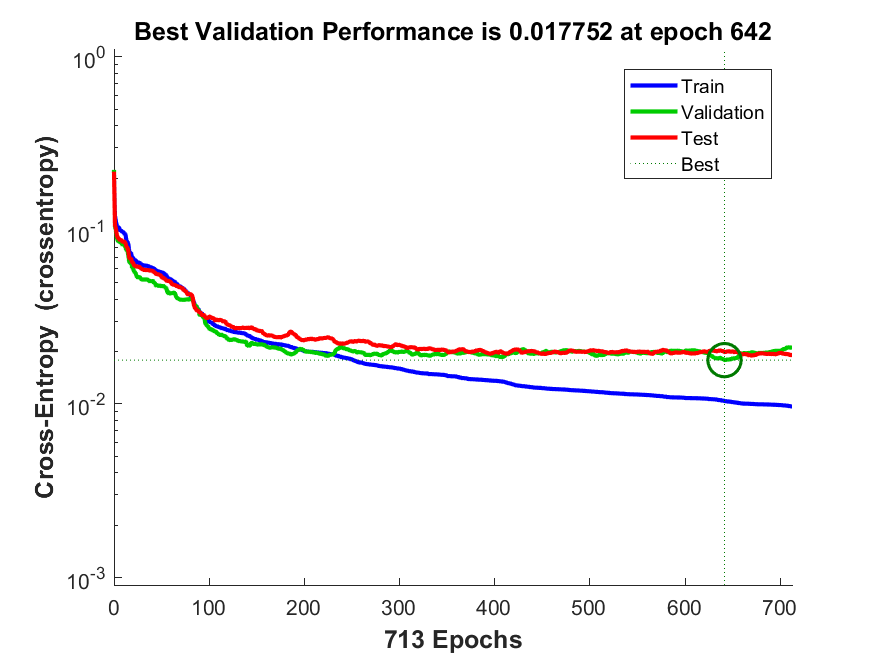 Best Validation Performance is 0.017752 at epoch 642
10^0
10^-1
10^-2
10^-3
Cross-Entropy (crossentropy)
Train
Validation
Test
Best
0 100 200 300 400 500 600 700
713 Epochs